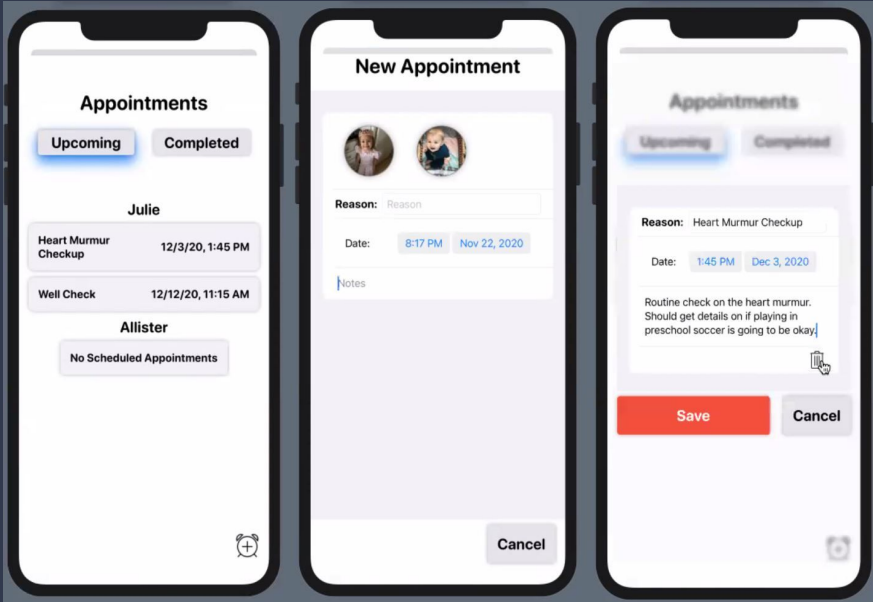 Appointments
Upcoming
Completed
Julie
Heart Murmur
Checkup
12/3/20, 1:45 PM
Well Check
12/12/20, 11:15 AM
Allister
No Scheduled Appointments
New Appointment
Reason: Reason
Date: 8:17 PM Nov 22, 2020
Notes
Cancel
Appointments
Upcoming
Completed
Reason: Heart Murmur Checkup
Date: 1:45 PM Dec 3, 2020
Routine check on the heart murmur.
Should get details on if playing in
preschool soccer is going to be okay.
Save
Cancel